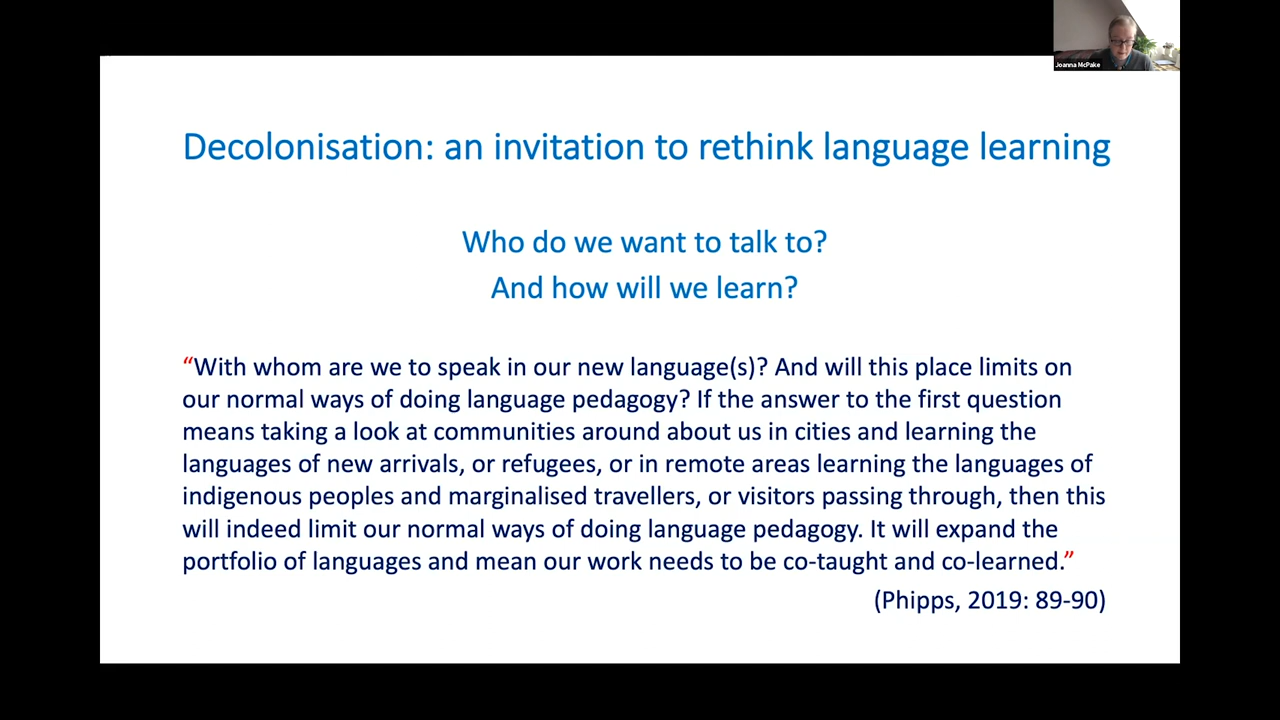 Joanna McPake
Decolonisation: an invitation to rethink language learning
Who do we want to talk to?
And how will we learn?
“With whom are we to speak in our new language(s)? And will this place limits on
our normal ways of doing language pedagogy? If the answer to the first question
means taking a look at communities around about us in cities and learning the
languages of new arrivals, or refugees, or in remote areas learning the languages of
indigenous peoples and marginalised travellers, or visitors passing through, then this
will indeed limit our normal ways of doing language pedagogy. It will expand the
portfolio of languages and mean our work needs to be co-taught and co-learned.”
(Phipps, 2019: 89-90)